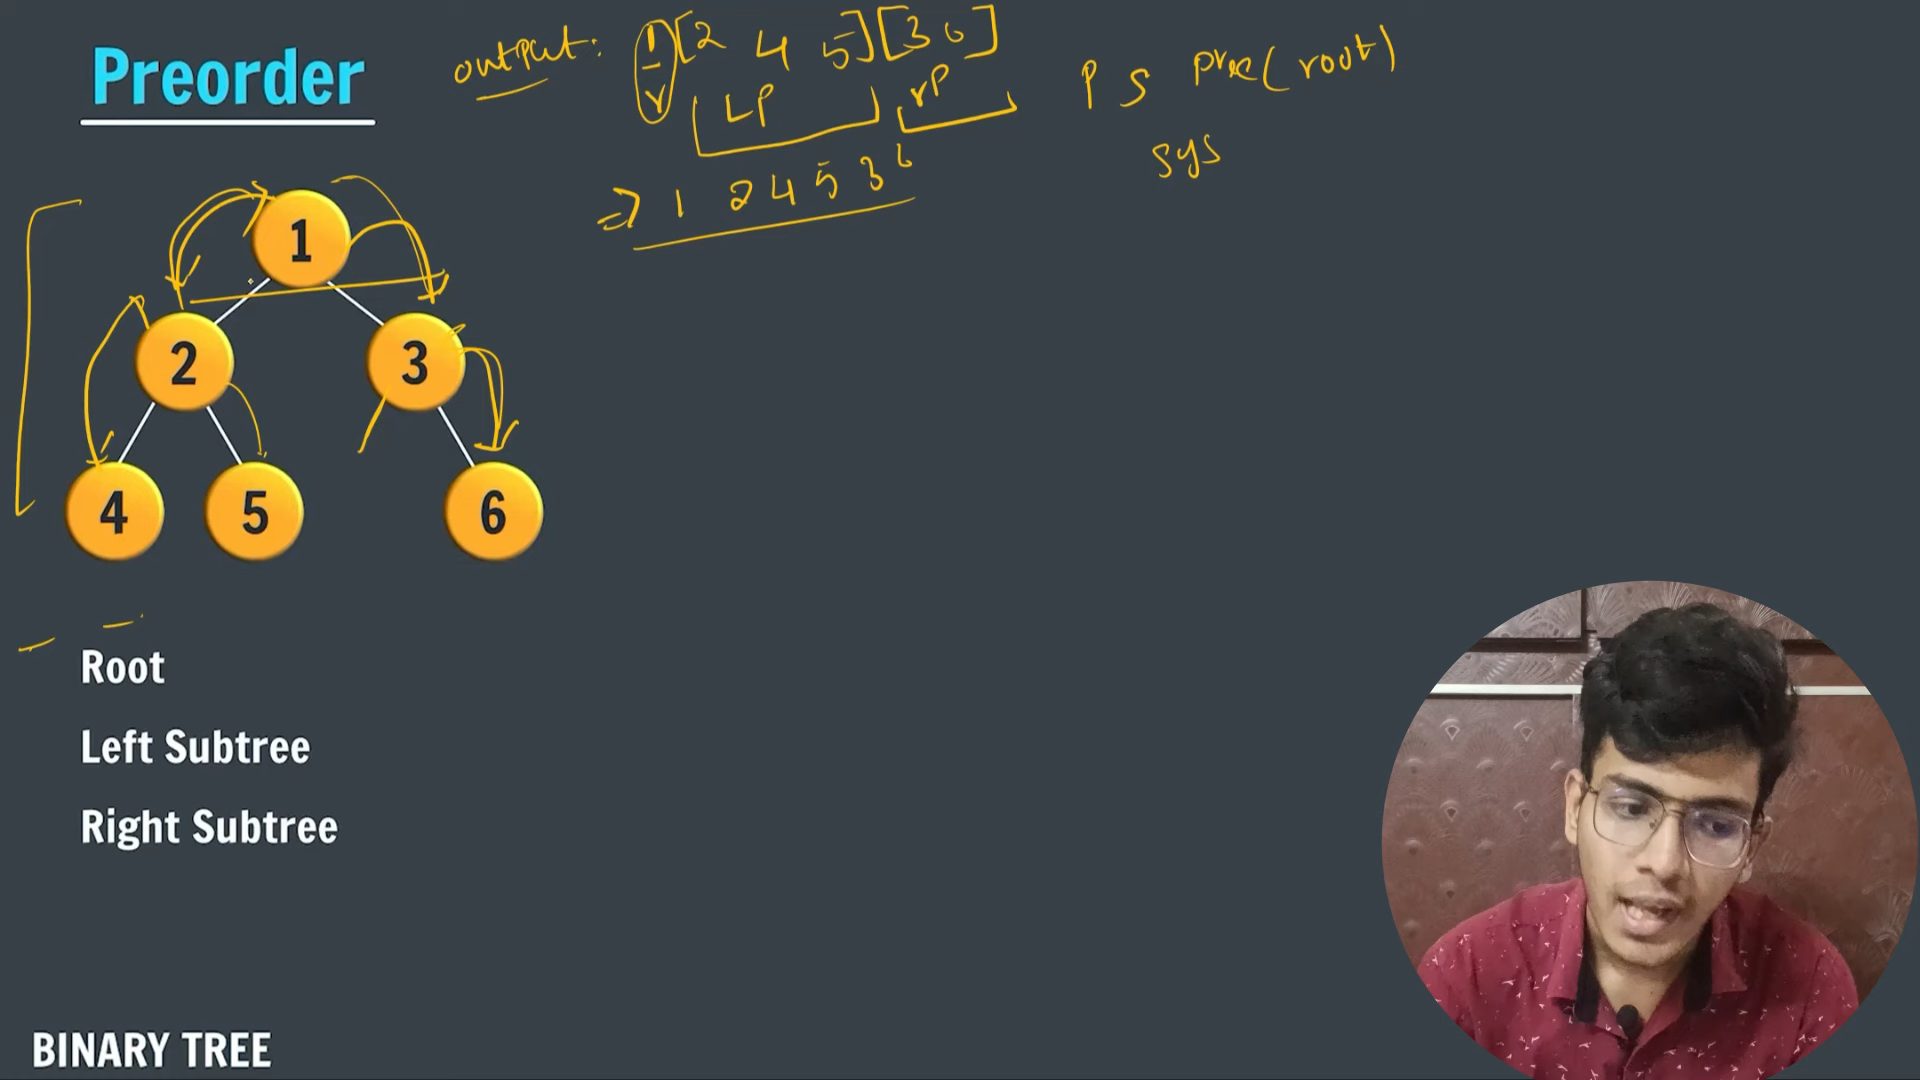 Preorder
output: 1 [2 4 5] [3 6]
r LP rP
=> 1 2 4 5 3 6
P S pre(root)
sys
1
2 3
4 5 6
Root
Left Subtree
Right Subtree
BINARY TREE